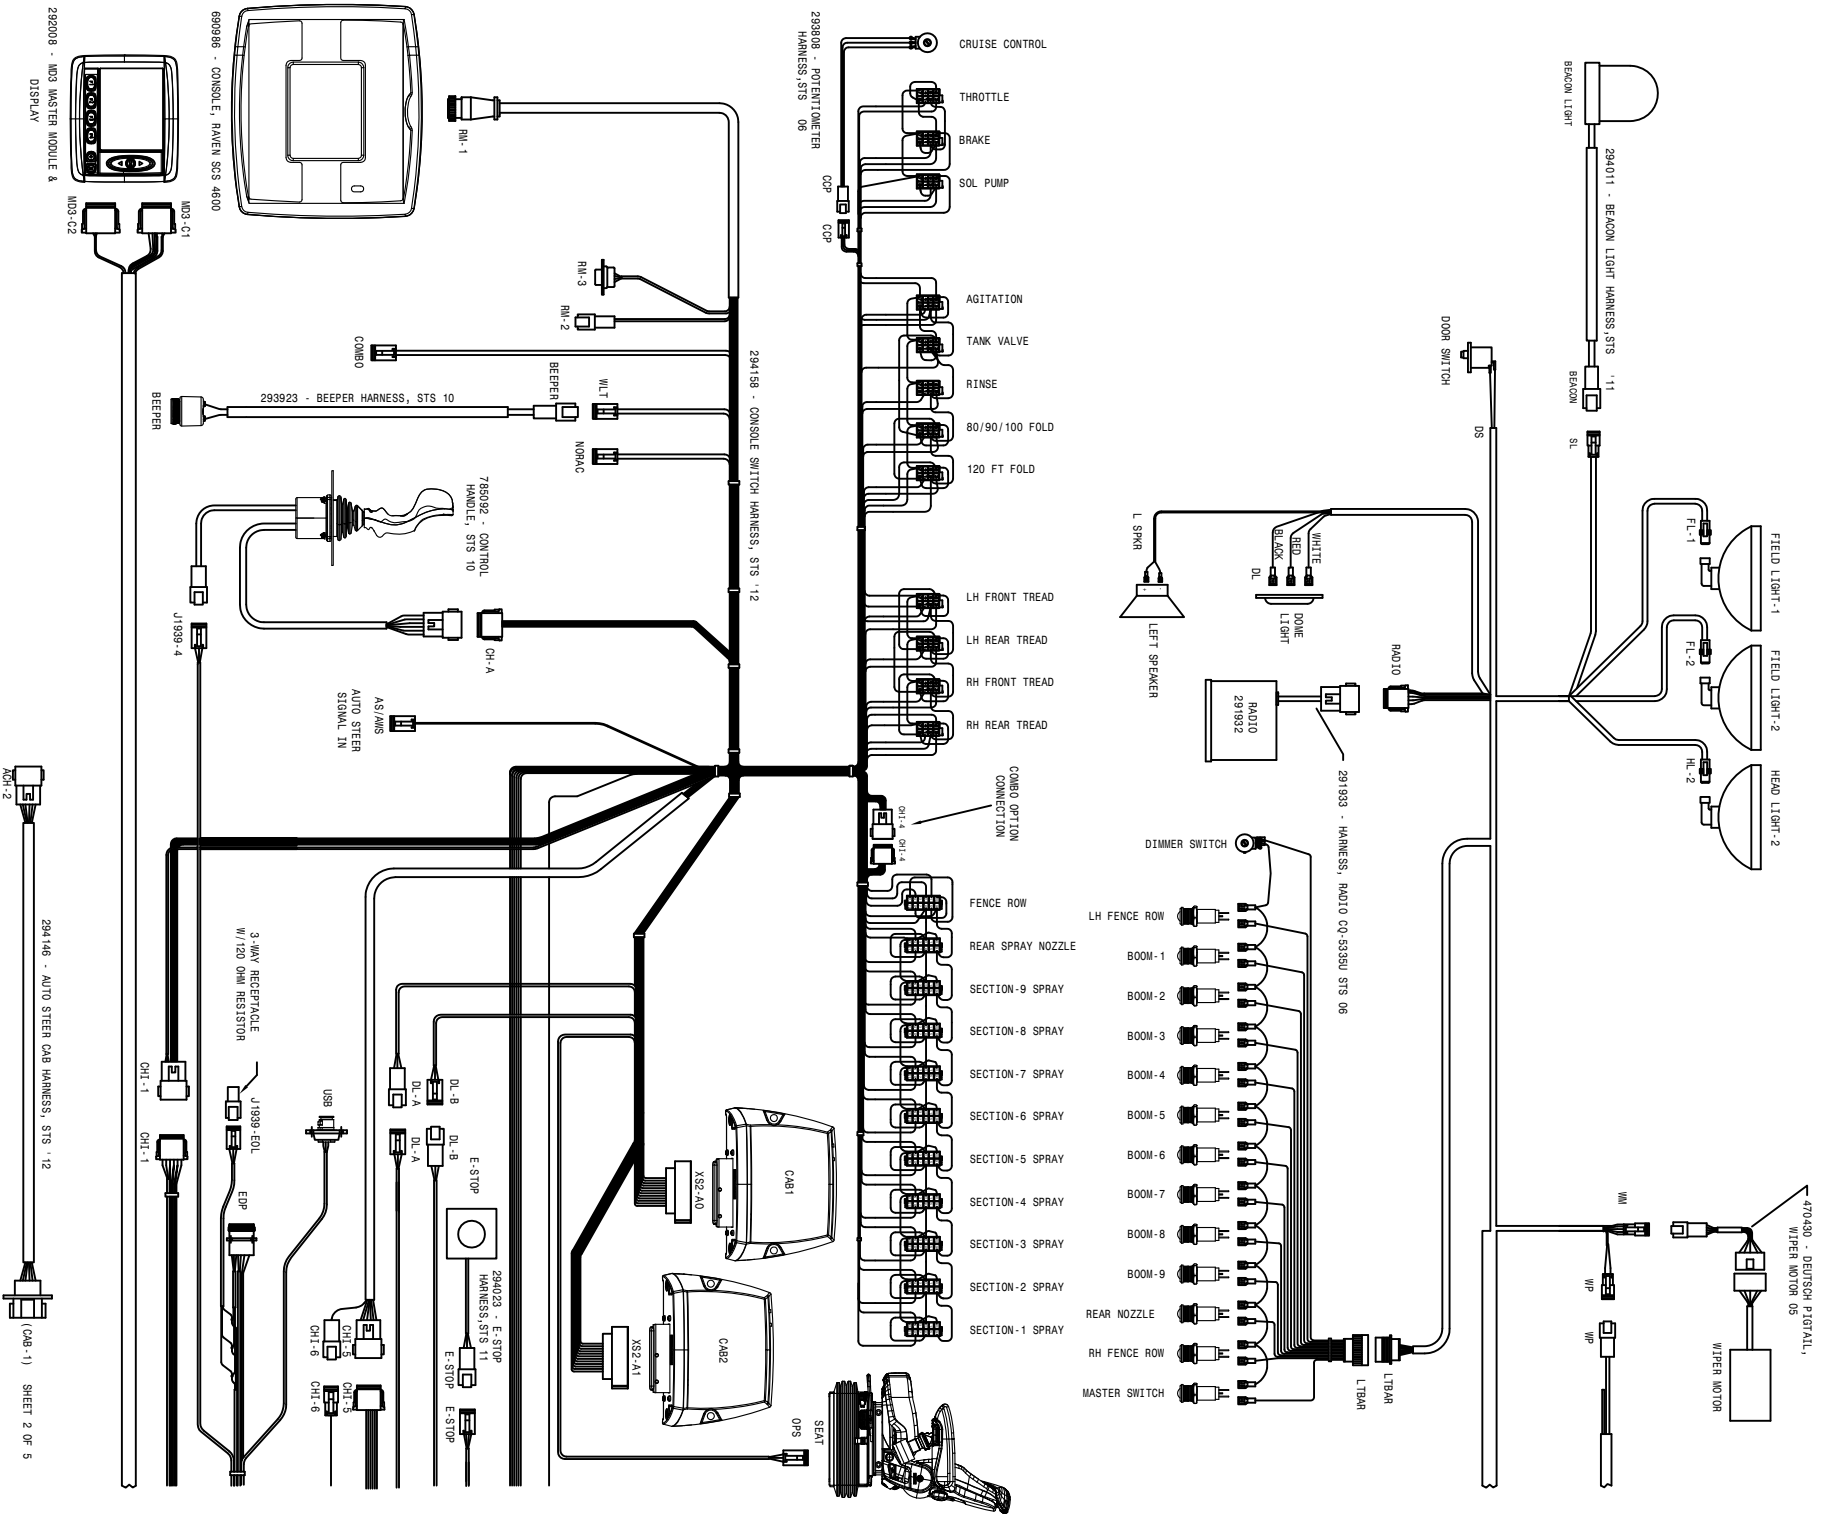 292008 - MD3 MASTER MODULE &
DISPLAY
MD3-C2
MD3-C1
690986 - CONSOLE, RAVEN SCS 4600
RM-1
RM-3
RM-2
COMBO
BEEPER
293923 - BEEPER HARNESS, STS 10
BEEPER
WLT
NORAC
785092 - CONTROL
HANDLE, STS 10
J1939-4
CH-A
AS/AWS
AUTO STEER
SIGNAL IN
294158 - CONSOLE SWITCH HARNESS, STS '12
293808 - POTENTIOMETER
HARNESS,STS 06
CCP
CCP
CRUISE CONTROL
THROTTLE
BRAKE
SOL PUMP
AGITATION
TANK VALVE
RINSE
80/90/100 FOLD
120 FT FOLD
LH FRONT TREAD
LH REAR TREAD
RH FRONT TREAD
RH REAR TREAD
COMBO OPTION
CONNECTION
CHI-4
CHI-4
FENCE ROW
REAR SPRAY NOZZLE
SECTION-9 SPRAY
SECTION-8 SPRAY
SECTION-7 SPRAY
SECTION-6 SPRAY
SECTION-5 SPRAY
SECTION-4 SPRAY
SECTION-3 SPRAY
SECTION-2 SPRAY
SECTION-1 SPRAY
BEACON LIGHT
294011 - BEACON LIGHT HARNESS,STS '11
BEACON
SL
DOOR SWITCH
DS
L SPKR
LEFT SPEAKER
BLACK
RED
WHITE
DL
DOME
LIGHT
RADIO
291932
RADIO
291933 - HARNESS, RADIO CQ-5335U STS 06
FL-1
FIELD LIGHT-1
FL-2
FIELD LIGHT-2
HL-2
HEAD LIGHT-2
DIMMER SWITCH
LH FENCE ROW
BOOM-1
BOOM-2
BOOM-3
BOOM-4
BOOM-5
BOOM-6
BOOM-7
BOOM-8
BOOM-9
REAR NOZZLE
RH FENCE ROW
MASTER SWITCH
LTBAR
LTBAR
WM
WP
WP
470430 - DEUTSCH PIGTAIL,
WIPER MOTOR 05
WIPER MOTOR
ACH-2
294146 - AUTO STEER CAB HARNESS, STS '12
(CAB-1) SHEET 2 OF 5
CHI-1
CHI-1
3-WAY RECEPTACLE
W/120 OHM RESISTOR
J1939-EOL
EDP
USB
CHI-6
CHI-5
CHI-6
CHI-5
DL-A
DL-B
DL-A
DL-B
E-STOP
294023 - E-STOP
HARNESS,STS 11
E-STOP
E-STOP
XS2-A0
CAB1
XS2-A1
CAB2
OPS
SEAT